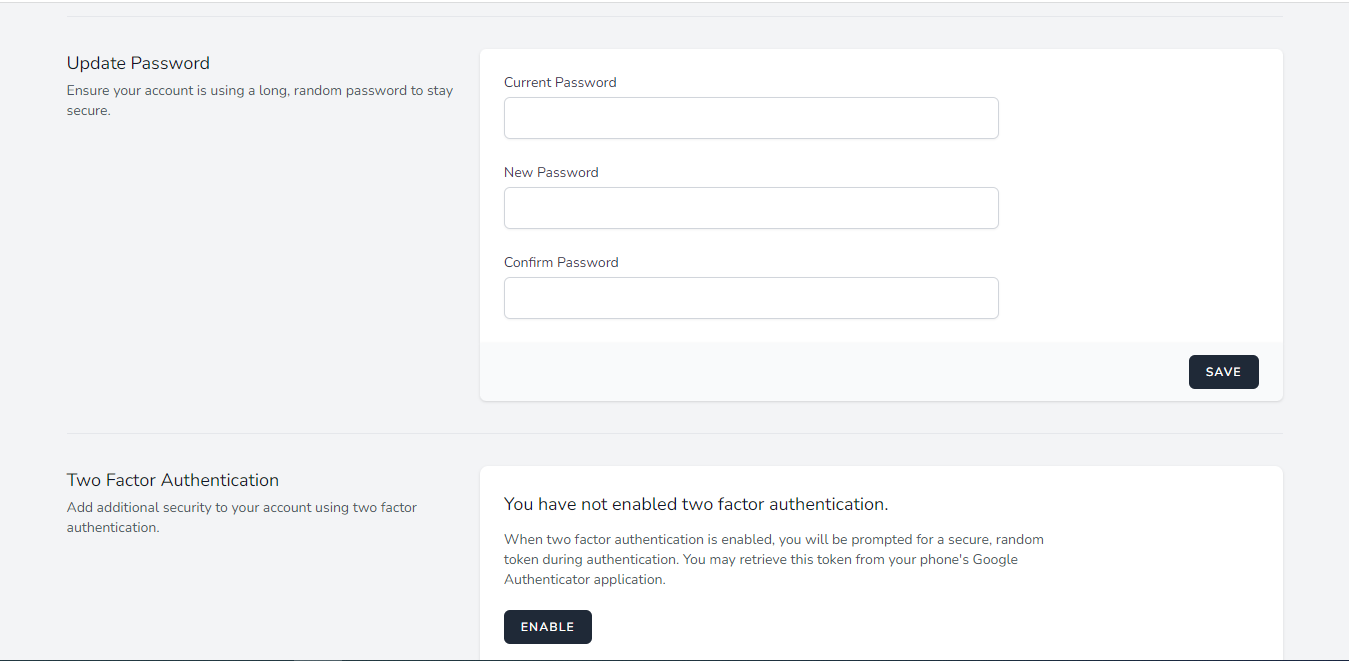 Update Password
Ensure your account is using a long, random password to stay
secure.
Current Password
New Password
Confirm Password
SAVE
Two Factor Authentication
Add additional security to your account using two factor
authentication.
You have not enabled two factor authentication.
When two factor authentication is enabled, you will be prompted for a secure, random
token during authentication. You may retrieve this token from your phone's Google
Authenticator application.
ENABLE